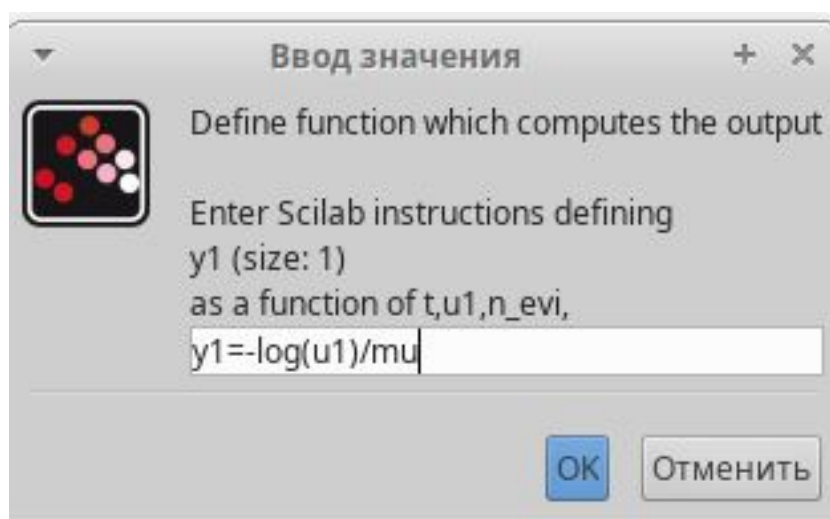 Ввод значения
Define function which computes the output
Enter Scilab instructions defining
y1 (size: 1)
as a function of t,u1,n_evi,
y1=-log(u1)/mu
OK
Отменить